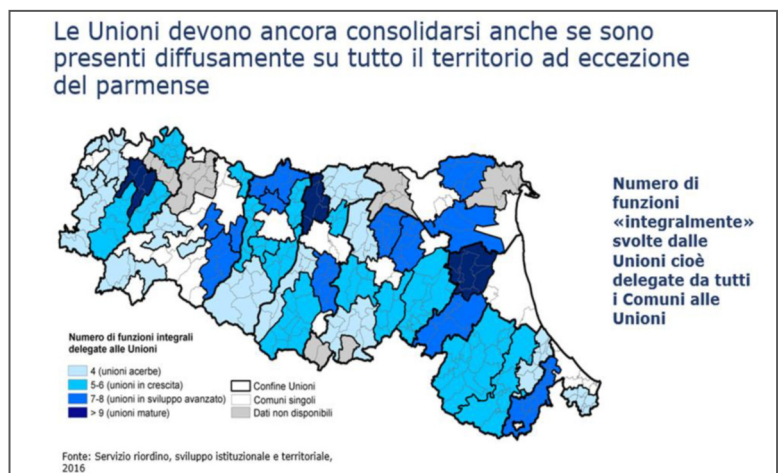 Le Unioni devono ancora consolidarsi anche se sono
presenti diffusamente su tutto il territorio ad eccezione
del parmense
Numero di
funzioni
«integralmente»
svolte dalle
Unioni cioè
delegate da tutti
i Comuni alle
Unioni
Numero di funzioni integrali
delegate alle Unioni
4 (unioni acerbe)
5-6 (unioni in crescita)
7-8 (unioni in sviluppo avanzato)
> 9 (unioni mature)
Confine Unioni
Comuni singoli
Dati non disponibili
Fonte: Servizio riordino, sviluppo istituzionale e territoriale,
2016